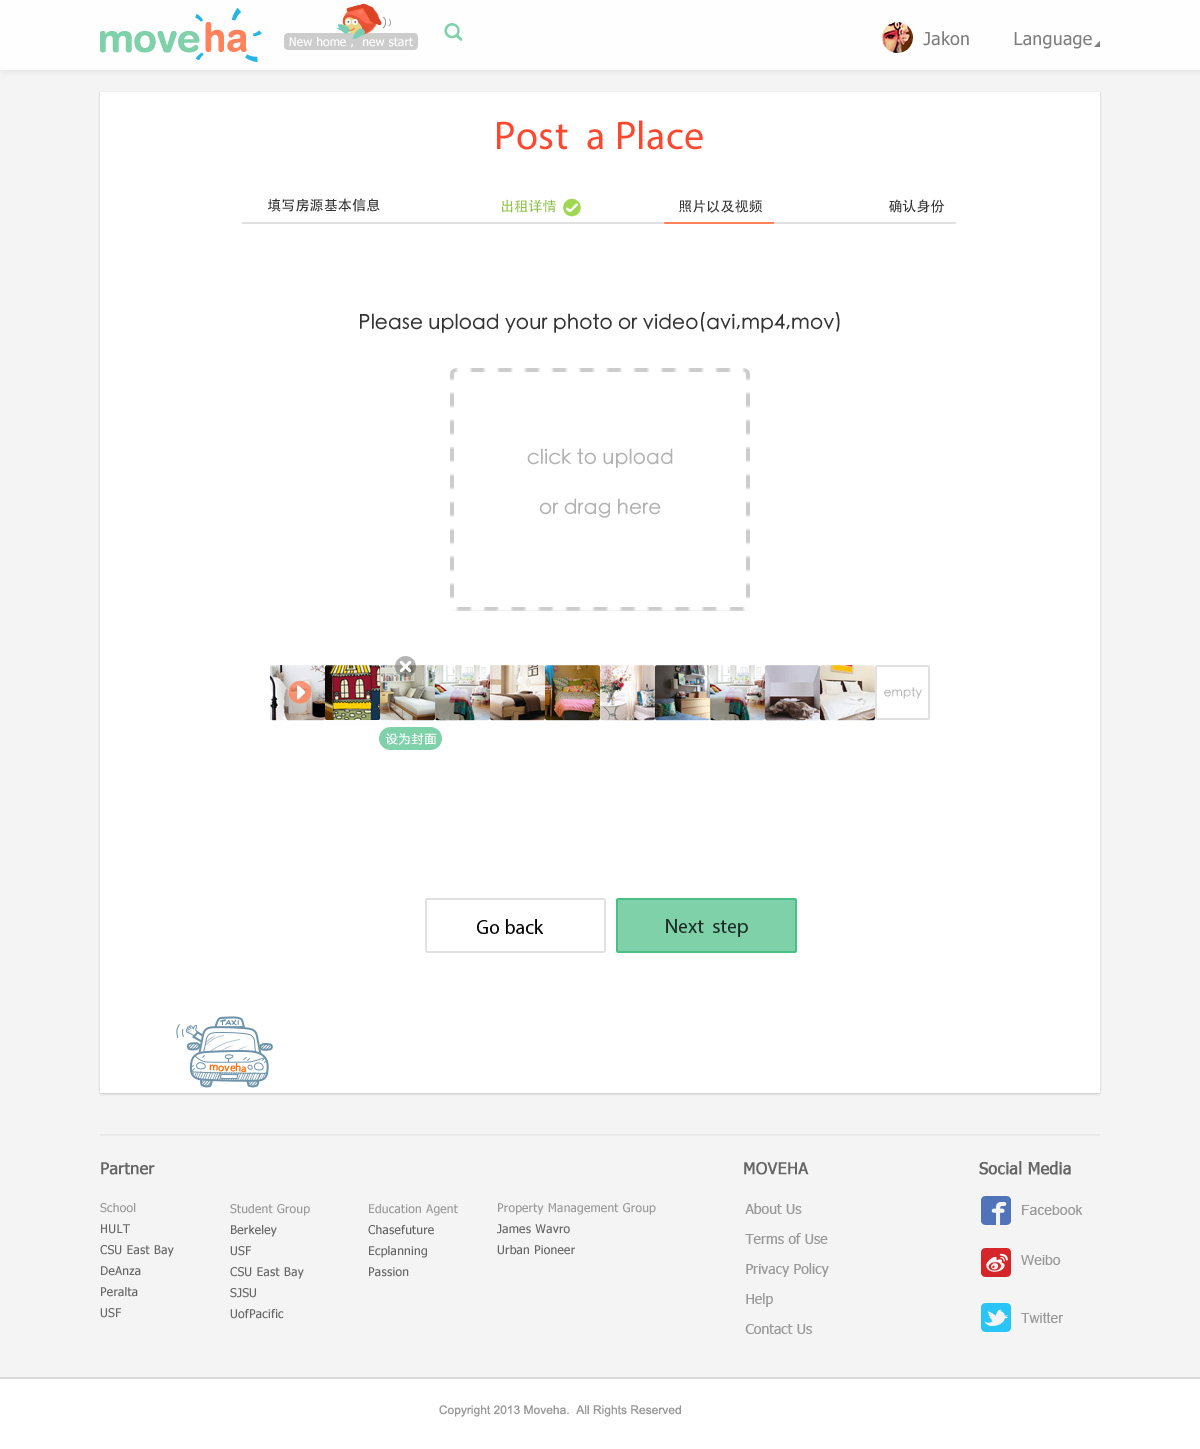 moveha
New home , new start
Jakon
Language
Post a Place
填写房源基本信息
出租详情
照片以及视频
确认身份
Please upload your photo or video(avi,mp4,mov)
click to upload
or drag here
empty
设为封面
Go back
Next step
TAXI
moveha
Partner
School
HULT
CSU East Bay
DeAnza
Peralta
USF
Student Group
Berkeley
USF
CSU East Bay
SJSU
UofPacific
Education Agent
Chasefuture
Ecplanning
Passion
Property Management Group
James Wavro
Urban Pioneer
MOVEHA
About Us
Terms of Use
Privacy Policy
Help
Contact Us
Social Media
Facebook
Weibo
Twitter
Copyright 2013 Moveha. All Rights Reserved